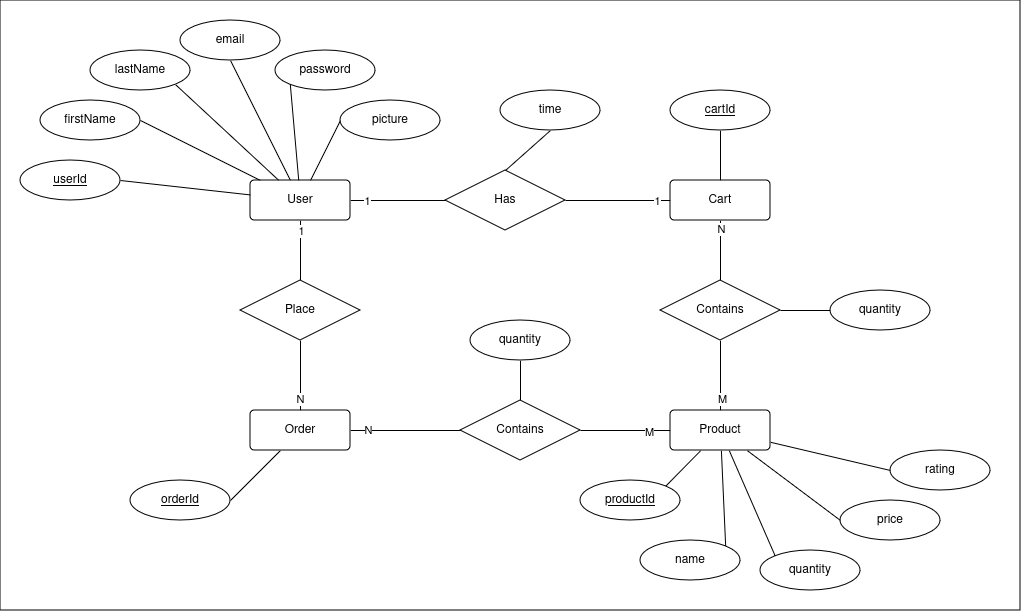 email
lastName
password
firstName
picture
time
cartId
userId
User
1
Has
1
Cart
1
N
Place
Contains
quantity
quantity
N
M
Order
N
Contains
M
Product
rating
orderId
productId
price
name
quantity